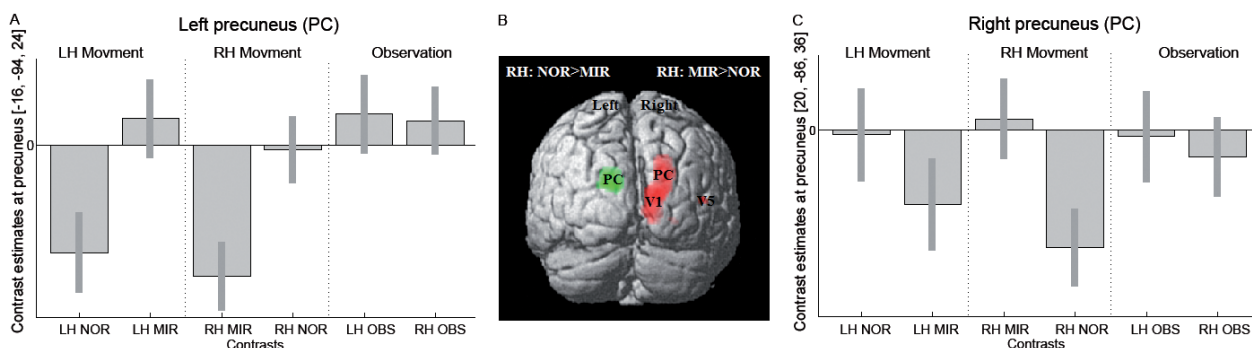 A
Left precuneus (PC)
LH Movment
RH Movment
Observation
Contrast estimates at precuneus [-16, -94, 24]
0
LH NOR
LH MIR
RH MIR
RH NOR
LH OBS
RH OBS
Contrasts
B
RH: NOR>MIR
RH: MIR>NOR
Left
Right
PC
PC
V1
V5
C
Right precuneus (PC)
LH Movment
RH Movment
Observation
Contrast estimates at precuneus [20, -86, 36]
0
LH NOR
LH MIR
RH MIR
RH NOR
LH OBS
RH OBS
Contrasts